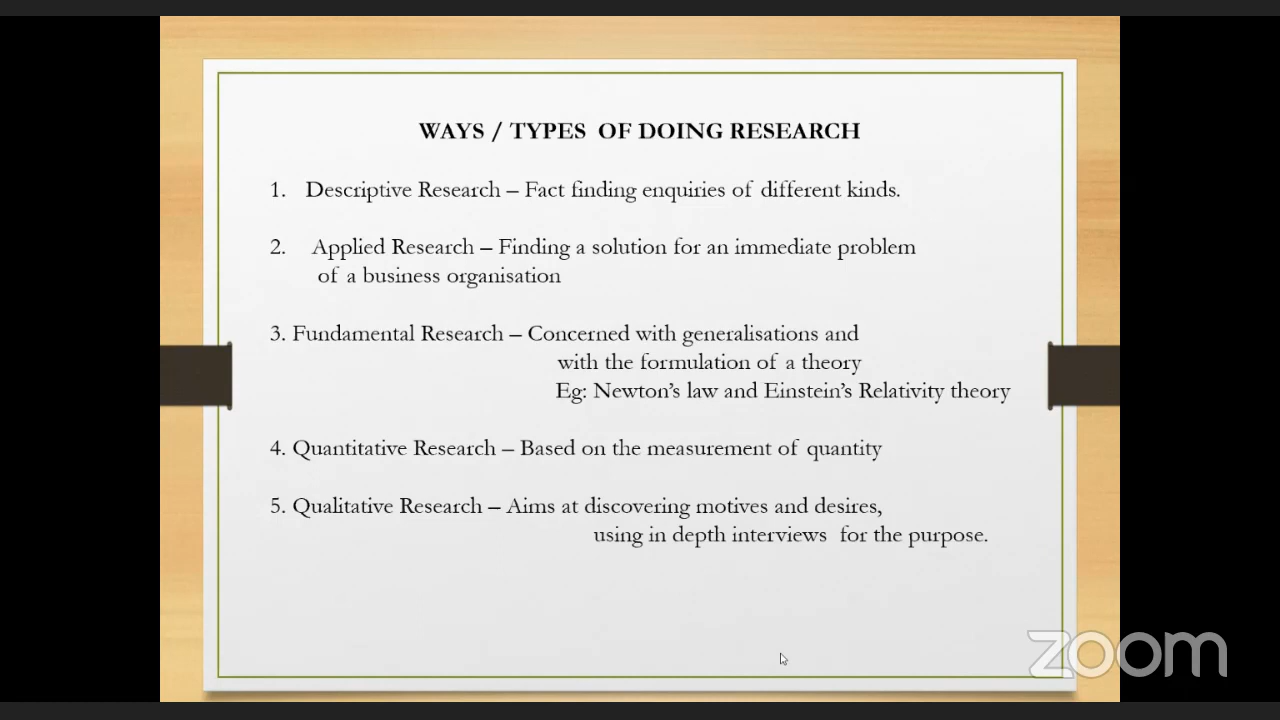 WAYS / TYPES OF DOING RESEARCH
1. Descriptive Research – Fact finding enquiries of different kinds.
2. Applied Research – Finding a solution for an immediate problem
of a business organisation
3. Fundamental Research – Concerned with generalisations and
with the formulation of a theory
Eg: Newton's law and Einstein's Relativity theory
4. Quantitative Research – Based on the measurement of quantity
5. Qualitative Research – Aims at discovering motives and desires,
using in depth interviews for the purpose.
zoom